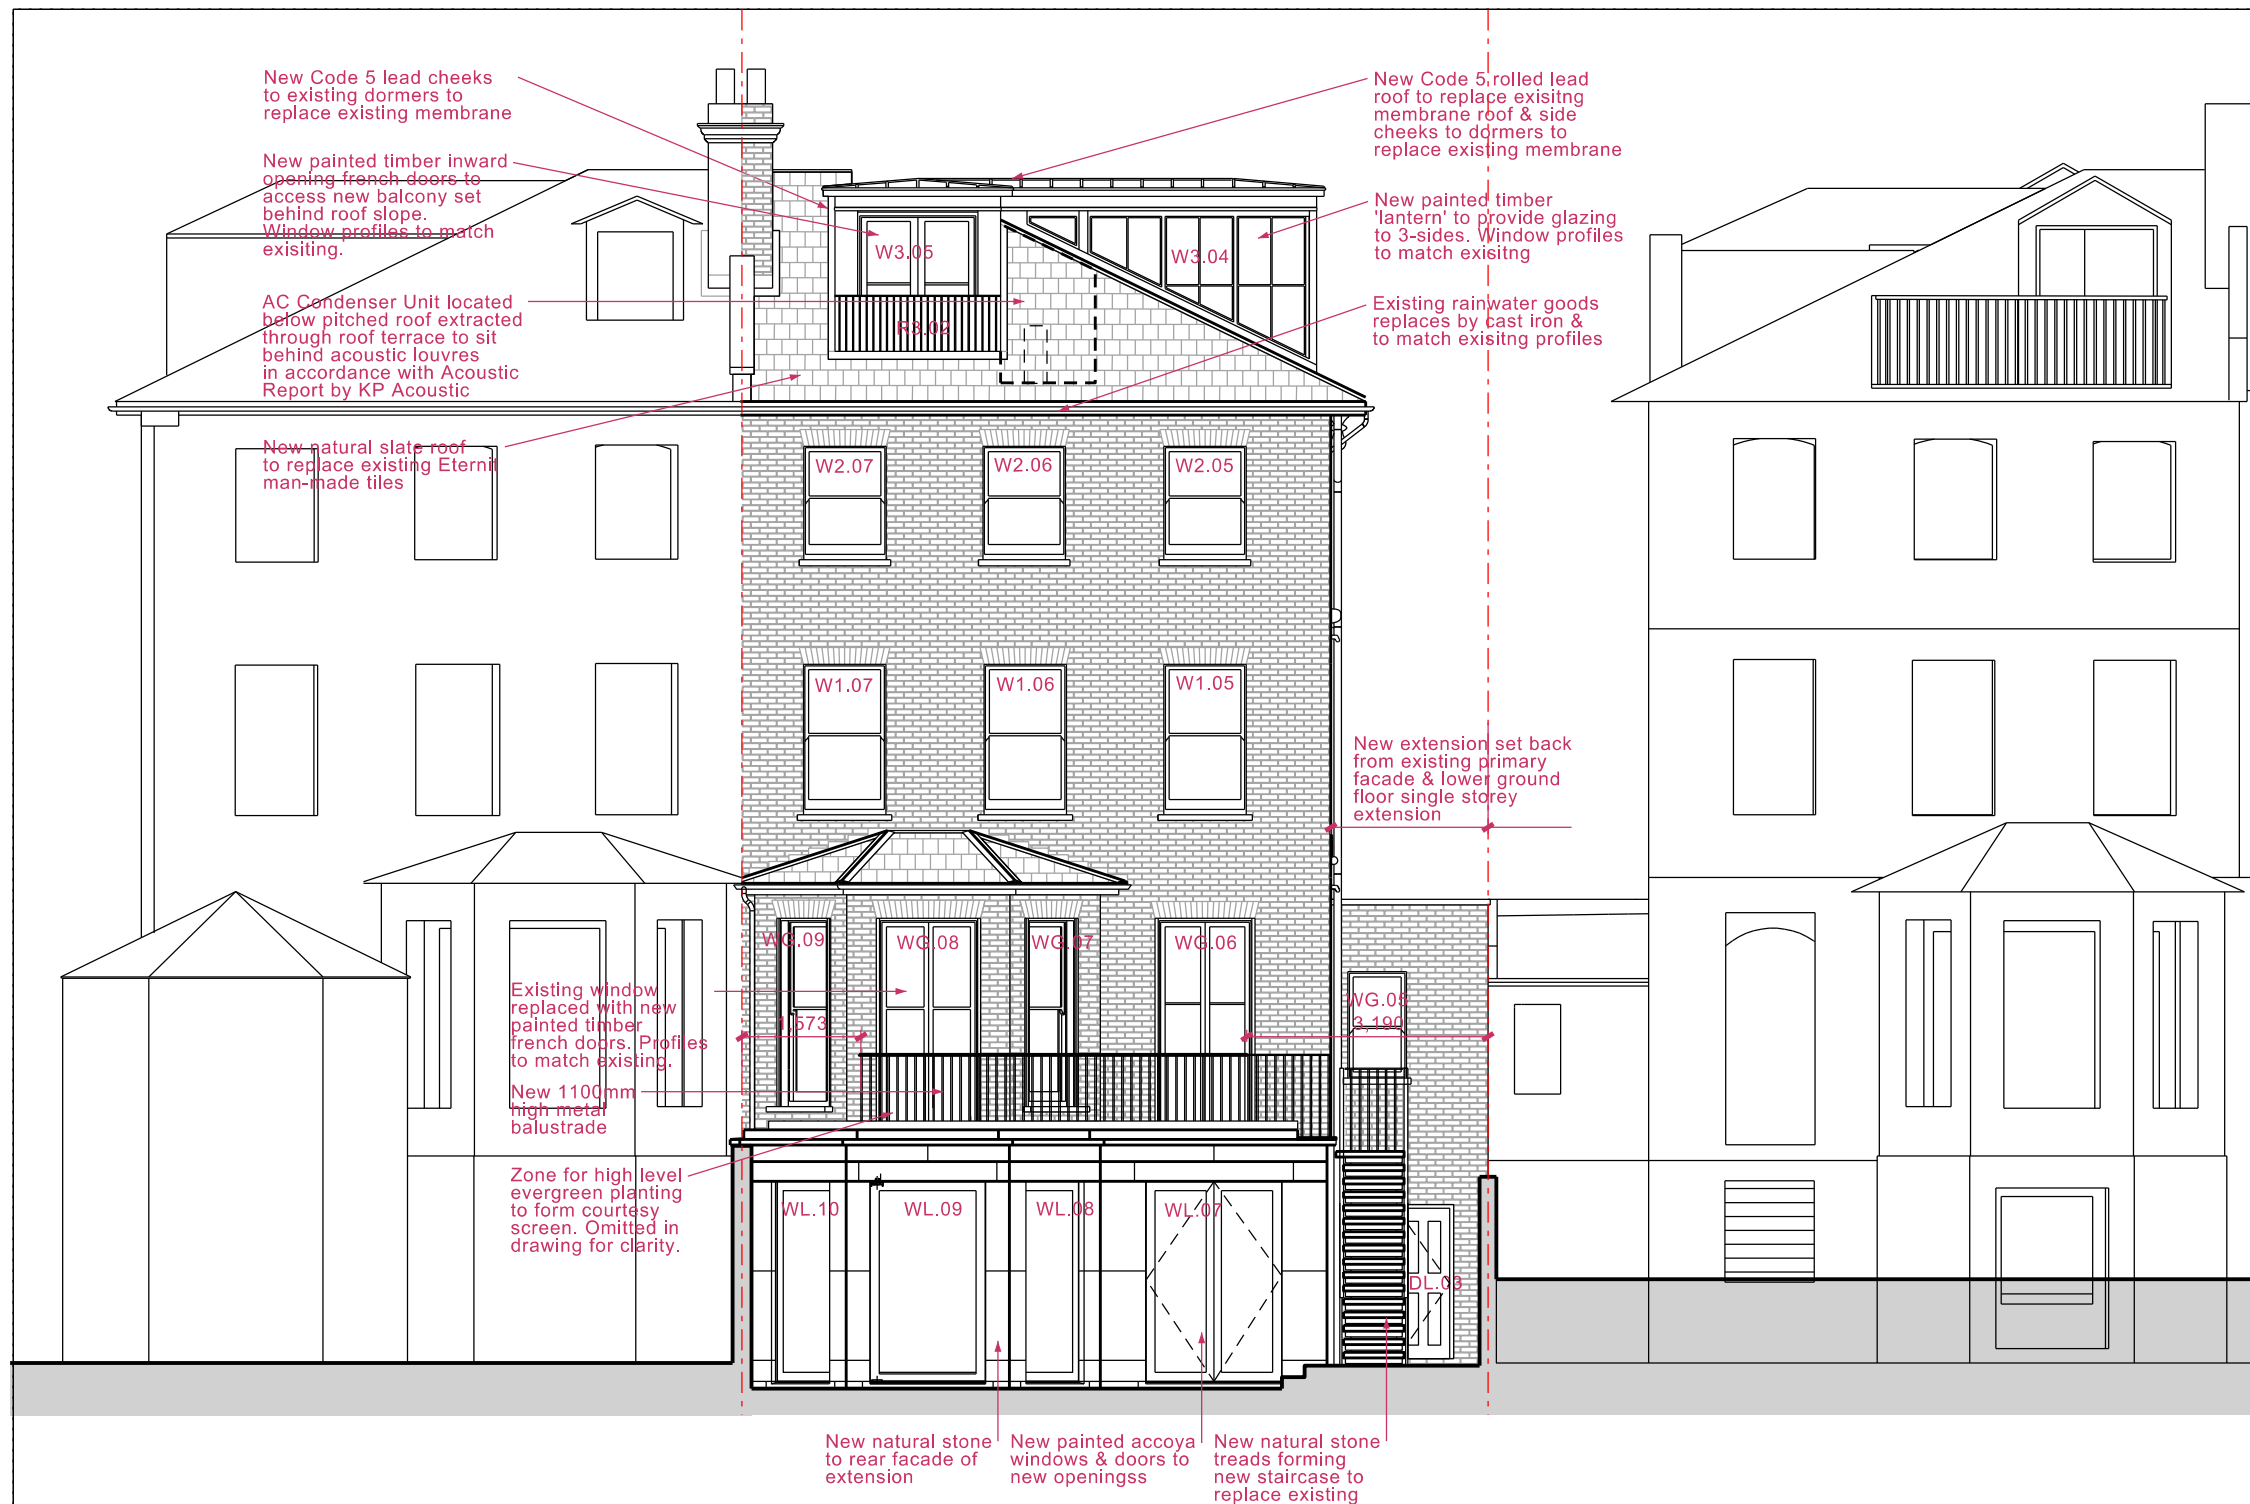 New Code 5 lead cheeks
to existing dormers to
replace existing membrane
New painted timber inward
opening french doors to
access new balcony set
behind roof slope.
Window profiles to match
exisiting.
AC Condenser Unit located
below pitched roof extracted
through roof terrace to sit
behind acoustic louvres
in accordance with Acoustic
Report by KP Acoustic
New natural slate roof
to replace existing Eternit
man-made tiles
New Code 5 rolled lead
roof to replace exisitng
membrane roof & side
cheeks to dormers to
replace existing membrane
New painted timber
'lantern' to provide glazing
to 3-sides. Window profiles
to match exisitng
Existing rainwater goods
replaces by cast iron &
to match exisitng profiles
W3.05
W3.04
R3.02
W2.07
W2.06
W2.05
W1.07
W1.06
W1.05
New extension set back
from existing primary
facade & lower ground
floor single storey
extension
WG.09
WG.08
WG.07
WG.06
WG.05
1,573
3,190
Existing window
replaced with new
painted timber
french doors. Profiles
to match existing.
New 1100mm
high metal
balustrade
Zone for high level
evergreen planting
to form courtesy
screen. Omitted in
drawing for clarity.
WL.10
WL.09
WL.08
WL.07
DL.03
New natural stone
to rear facade of
extension
New painted accoya
windows & doors to
new openingss
New natural stone
treads forming
new staircase to
replace existing